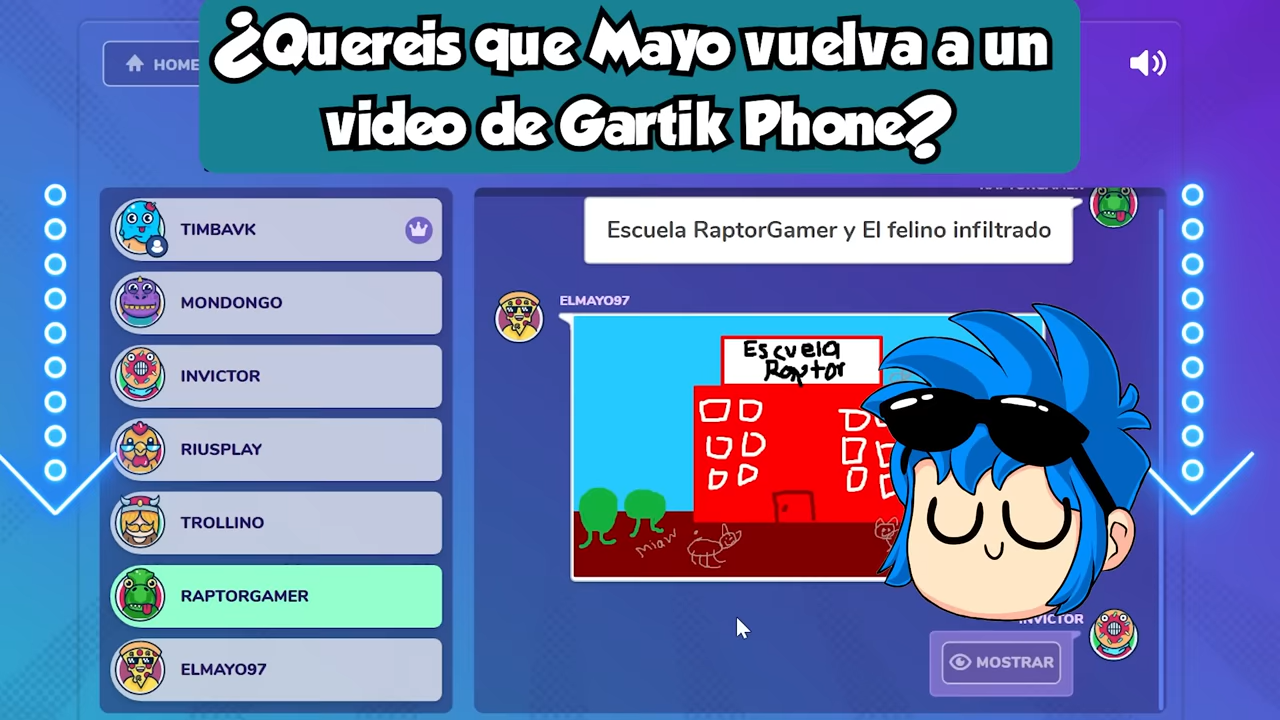 ¿Quereis que Mayo vuelva a un
video de Gartik Phone?
HOME
TIMBAVK
MONDONGO
INVICTOR
RIUSPLAY
TROLLINO
RAPTORGAMER
ELMAYO97
RAPTORGAMER
Escuela RaptorGamer y El felino infiltrado
ELMAYO97
Escuela
Raptor
miaw
INVICTOR
MOSTRAR